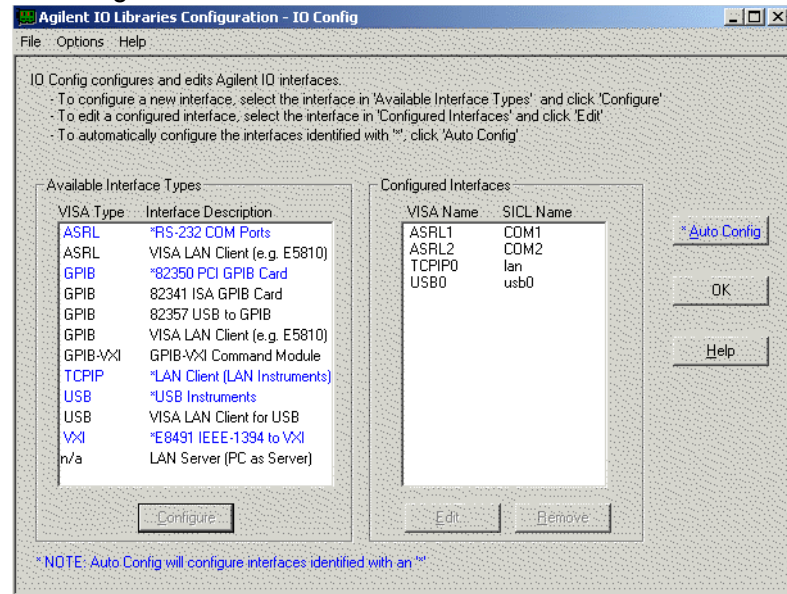 Agilent IO Libraries Configuration - IO Config
File Options Help
IO Config configures and edits Agilent IO interfaces.
- To configure a new interface, select the interface in 'Available Interface Types' and click 'Configure'
- To edit a configured interface, select the interface in 'Configured Interfaces' and click 'Edit'
- To automatically configure the interfaces identified with '*', click 'Auto Config'
Available Interface Types
VISA Type Interface Description
ASRL *RS-232 COM Ports
ASRL VISA LAN Client (e.g. E5810)
GPIB *82350 PCI GPIB Card
GPIB 82341 ISA GPIB Card
GPIB 82357 USB to GPIB
GPIB VISA LAN Client (e.g. E5810)
GPIB-VXI GPIB-VXI Command Module
TCPIP *LAN Client (LAN Instruments)
USB *USB Instruments
USB VISA LAN Client for USB
VXI *E8491 IEEE-1394 to VXI
n/a LAN Server (PC as Server)
Configure
Configured Interfaces
VISA Name SICL Name
ASRL1 COM1
ASRL2 COM2
TCPIP0 lan
USB0 usb0
Edit... Remove
* Auto Config
OK
Help
* NOTE: Auto Config will configure interfaces identified with an '*'